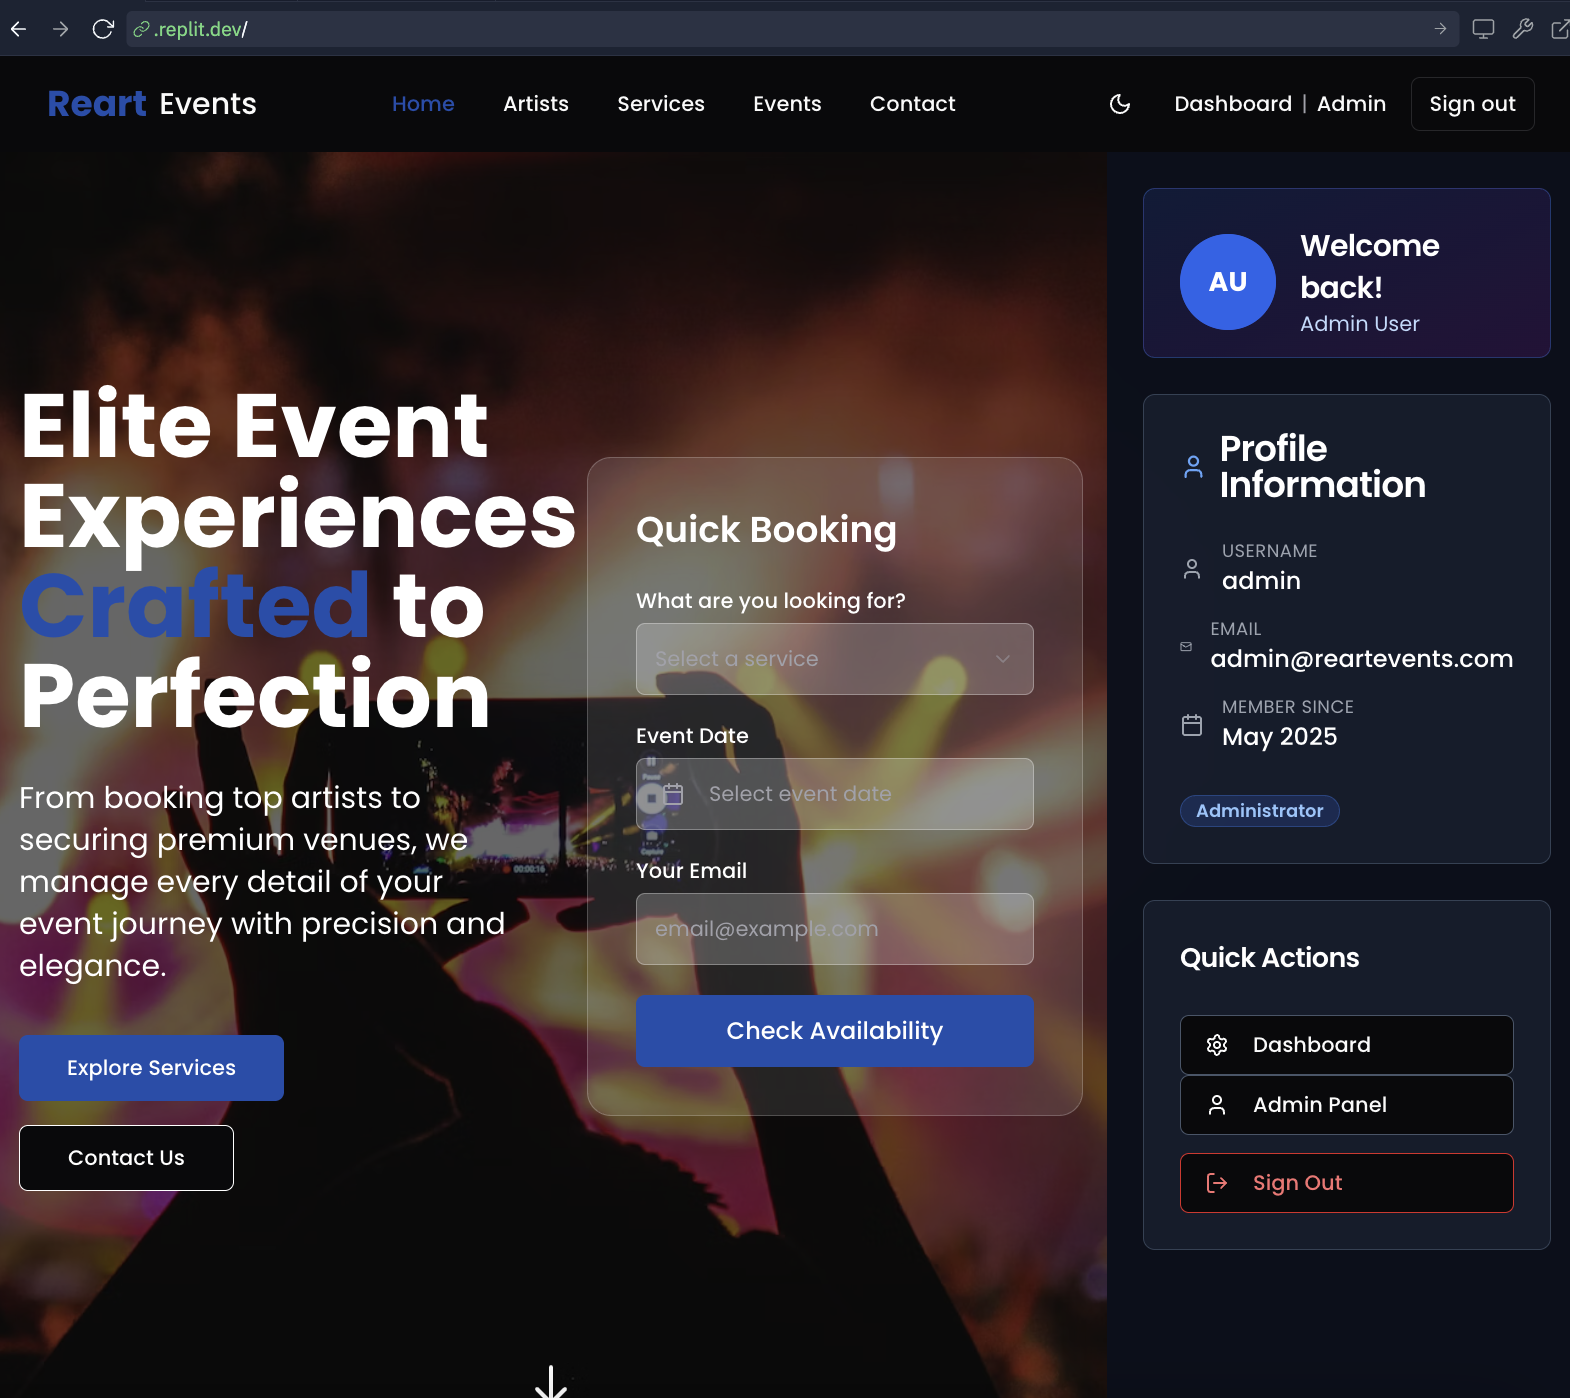 .replit.dev/
Reart Events
Home
Artists
Services
Events
Contact
Dashboard | Admin
Sign out
Elite Event
Experiences
Crafted to
Perfection
From booking top artists to
securing premium venues, we
manage every detail of your
event journey with precision and
elegance.
Explore Services
Contact Us
Quick Booking
What are you looking for?
Select a service
Event Date
Select event date
Your Email
email@example.com
Check Availability
AU
Welcome
back!
Admin User
Profile
Information
USERNAME
admin
EMAIL
admin@reartevents.com
MEMBER SINCE
May 2025
Administrator
Quick Actions
Dashboard
Admin Panel
Sign Out